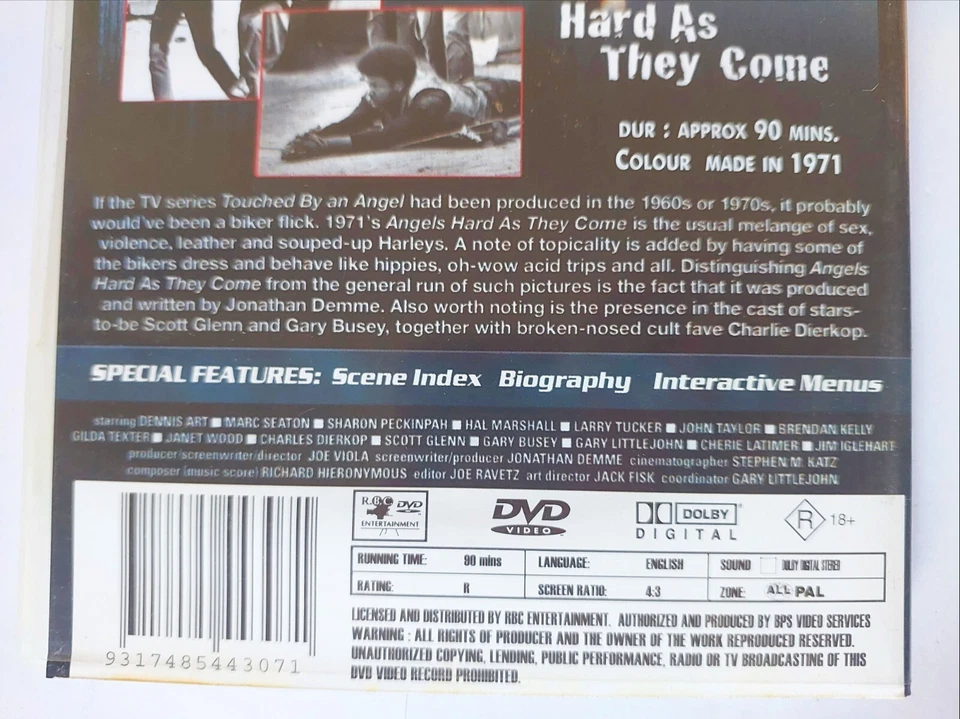 Hard As
They Come
DUR : APPROX 90 MINS.
COLOUR MADE IN 1971
If the TV series Touched By an Angel had been produced in the 1960s or 1970s, it probably
would've been a biker flick. 1971's Angels Hard As They Come is the usual melange of sex,
violence, leather and souped-up Harleys. A note of topicality is added by having some of
the bikers dress and behave like hippies, oh-wow acid trips and all. Distinguishing Angels
Hard As They Come from the general run of such pictures is the fact that it was produced
and written by Jonathan Demme. Also worth noting is the presence in the cast of stars-
to-be Scott Glenn and Gary Busey, together with broken-nosed cult fave Charlie Dierkop.
SPECIAL FEATURES: Scene Index Biography Interactive Menus
starring DENNIS ART ■ MARC SEATON ■ SHARON PECKINPAH ■ HAL MARSHALL ■ LARRY TUCKER ■ JOHN TAYLOR ■ BRENDAN KELLY
GILDA TEXTER ■ JANET WOOD ■ CHARLES DIERKOP ■ SCOTT GLENN ■ GARY BUSEY ■ GARY LITTLEJOHN ■ CHERIE LATIMER ■ JIM IGLEHART
producer/screenwriter/director JOE VIOLA screenwriter/producer JONATHAN DEMME cinematographer STEPHEN M. KATZ
composer (music score) RICHARD HIERONYMOUS editor JOE RAVETZ art director JACK FISK coordinator GARY LITTLEJOHN
R.B.C DVD
ENTERTAINMENT
DVD
VIDEO
DOLBY
DIGITAL
R 18+
RUNNING TIME: 90 mins LANGUAGE: ENGLISH SOUND DOLBY DIGITAL STEREO
RATING: R SCREEN RATIO: 4:3 ZONE: ALL PAL
LICENSED AND DISTRIBUTED BY RBC ENTERTAINMENT. AUTHORIZED AND PRODUCED BY BPS VIDEO SERVICES
WARNING : ALL RIGHTS OF PRODUCER AND THE OWNER OF THE WORK REPRODUCED RESERVED.
UNAUTHORIZED COPYING, LENDING, PUBLIC PERFORMANCE, RADIO OR TV BROADCASTING OF THIS
DVD VIDEO RECORD PROHIBITED.
9317485443071